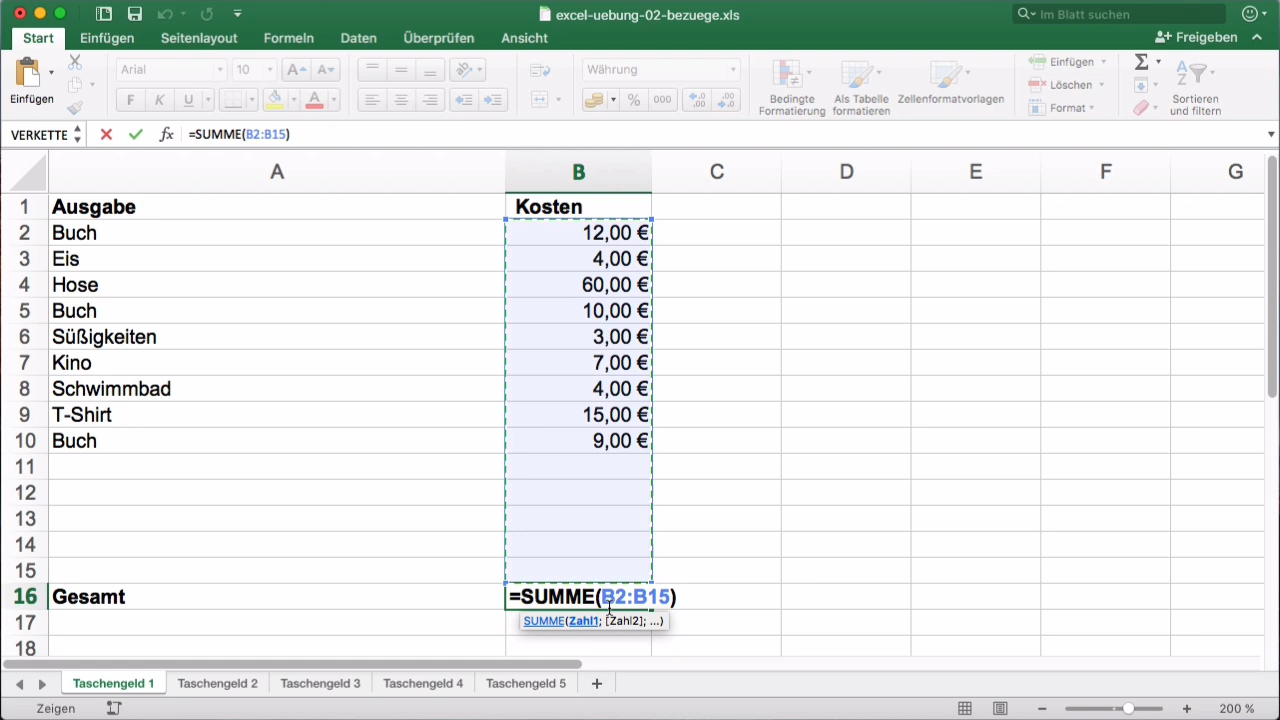 excel-uebung-02-bezuege.xls
Im Blatt suchen
Start Einfügen Seitenlayout Formeln Daten Überprüfen Ansicht
Freigeben
Einfügen
Arial 10
F K U
A
Währung
% 000
Bedingte Formatierung
Als Tabelle formatieren
Zellenformatvorlagen
Einfügen
Löschen
Format
Sortieren und filtern
VERKETTE fx =SUMME(B2:B15)
A B C D E F G
1 Ausgabe Kosten
2 Buch 12,00 €
3 Eis 4,00 €
4 Hose 60,00 €
5 Buch 10,00 €
6 Süßigkeiten 3,00 €
7 Kino 7,00 €
8 Schwimmbad 4,00 €
9 T-Shirt 15,00 €
10 Buch 9,00 €
11
12
13
14
15
16 Gesamt =SUMME(B2:B15)
17 SUMME(Zahl1; [Zahl2]; ...)
18
Taschengeld 1 Taschengeld 2 Taschengeld 3 Taschengeld 4 Taschengeld 5 +
Zeigen 200 %